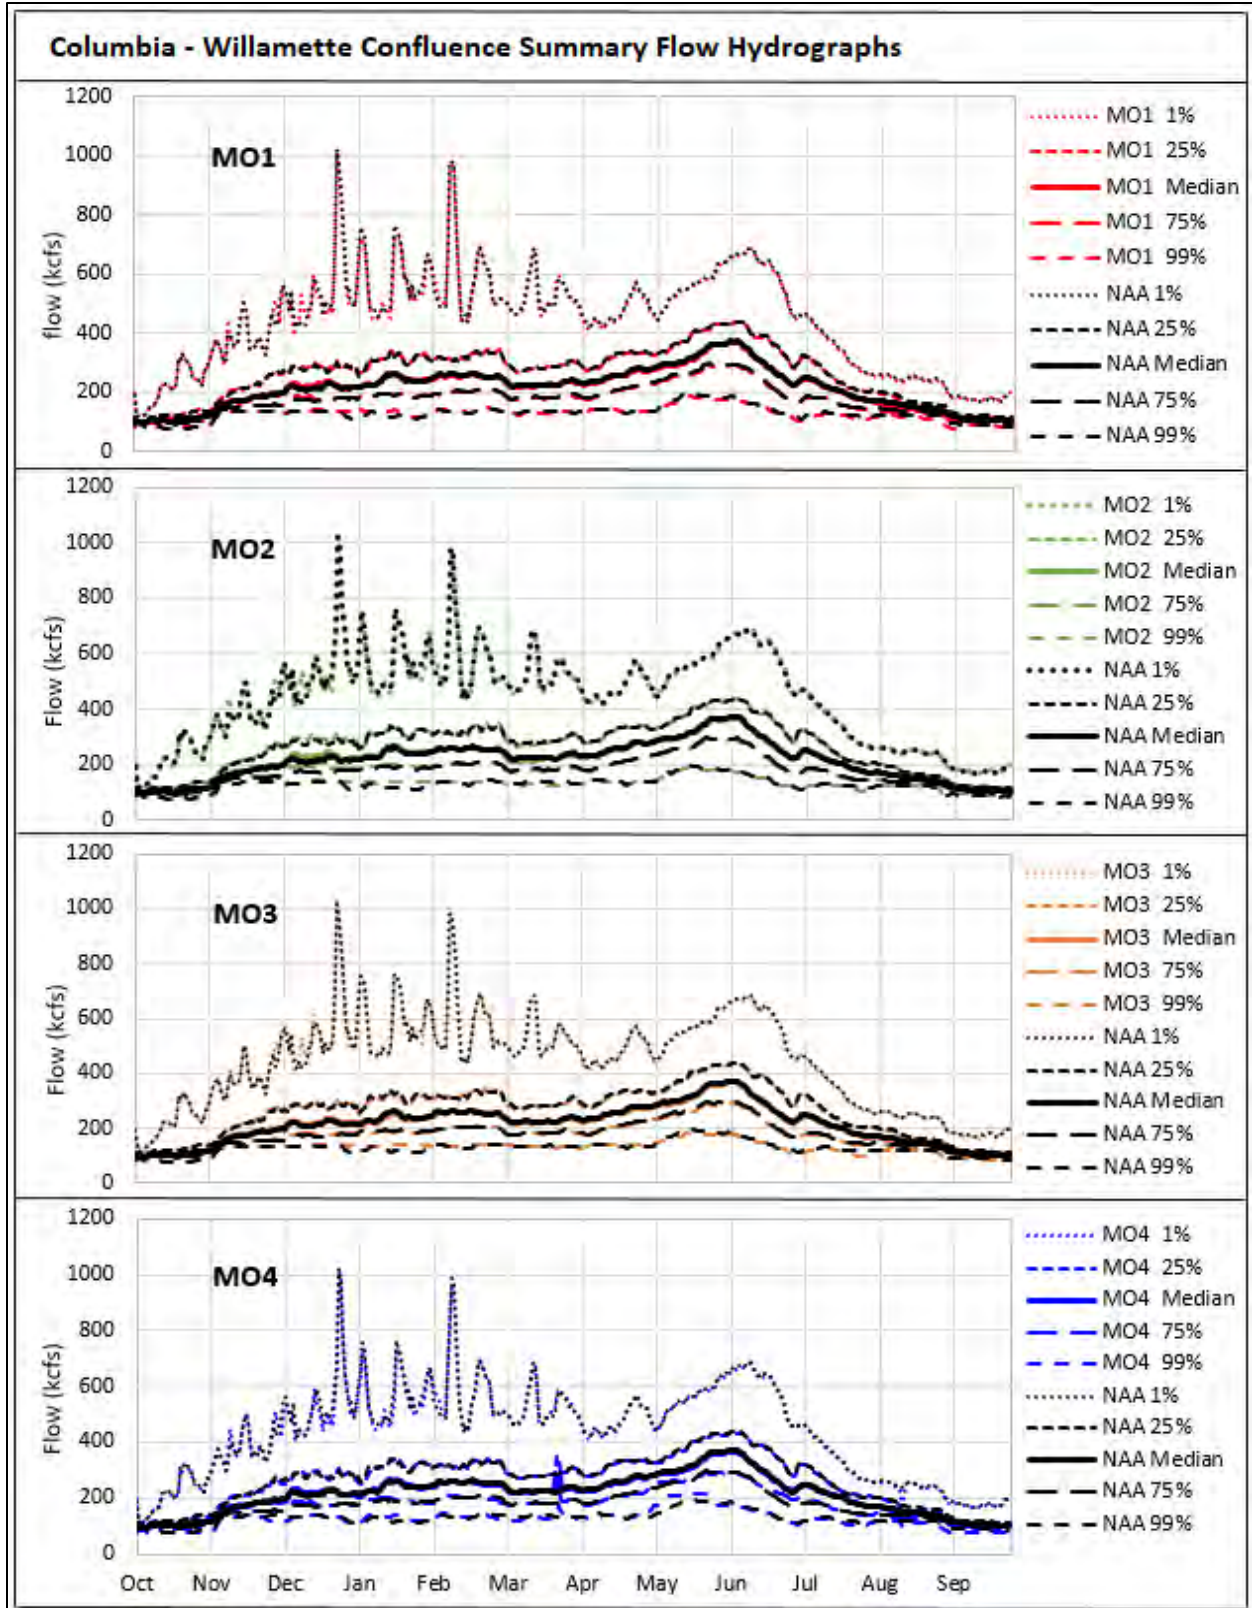 Columbia - Willamette Confluence Summary Flow Hydrographs
1200
1000
800
600
400
200
0
flow (kcfs)
MO1
MO1 1%
MO1 25%
MO1 Median
MO1 75%
MO1 99%
NAA 1%
NAA 25%
NAA Median
NAA 75%
NAA 99%
1200
1000
800
600
400
200
0
Flow (kcfs)
MO2
MO2 1%
MO2 25%
MO2 Median
MO2 75%
MO2 99%
NAA 1%
NAA 25%
NAA Median
NAA 75%
NAA 99%
1200
1000
800
600
400
200
0
Flow (kcfs)
MO3
MO3 1%
MO3 25%
MO3 Median
MO3 75%
MO3 99%
NAA 1%
NAA 25%
NAA Median
NAA 75%
NAA 99%
1200
1000
800
600
400
200
0
Flow (kcfs)
MO4
MO4 1%
MO4 25%
MO4 Median
MO4 75%
MO4 99%
NAA 1%
NAA 25%
NAA Median
NAA 75%
NAA 99%
Oct Nov Dec Jan Feb Mar Apr May Jun Jul Aug Sep